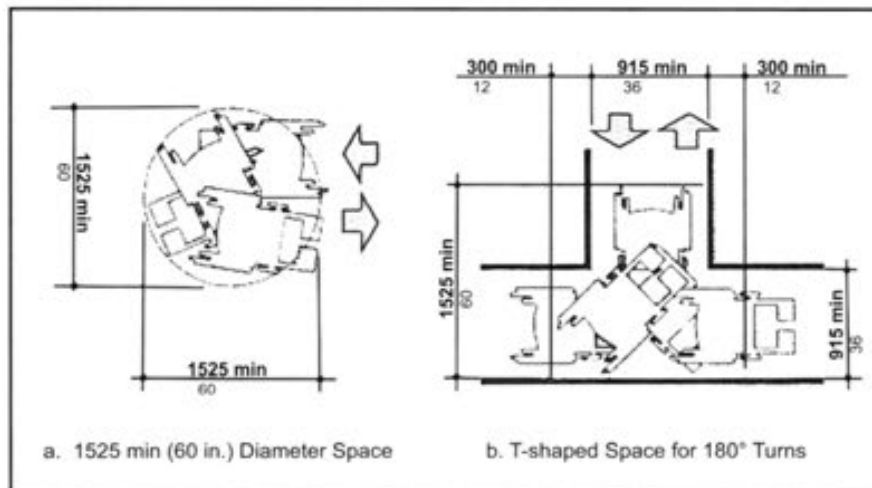 300 min 915 min 300 min
12 36 12
1525 min
60
1525 min
60
1525 min
60
915 min
36
a. 1525 min (60 in.) Diameter Space
b. T-shaped Space for 180° Turns